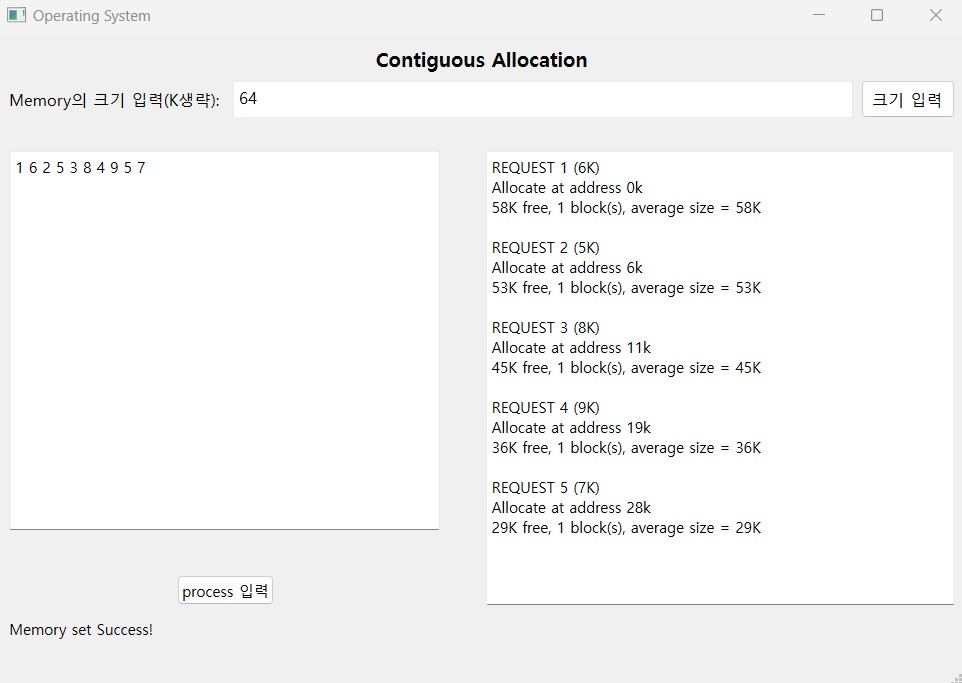 Operating System
Contiguous Allocation
Memory의 크기 입력(K생략): 64 크기 입력
1 6 2 5 3 8 4 9 5 7
REQUEST 1 (6K)
Allocate at address 0k
58K free, 1 block(s), average size = 58K
REQUEST 2 (5K)
Allocate at address 6k
53K free, 1 block(s), average size = 53K
REQUEST 3 (8K)
Allocate at address 11k
45K free, 1 block(s), average size = 45K
REQUEST 4 (9K)
Allocate at address 19k
36K free, 1 block(s), average size = 36K
REQUEST 5 (7K)
Allocate at address 28k
29K free, 1 block(s), average size = 29K
process 입력
Memory set Success!